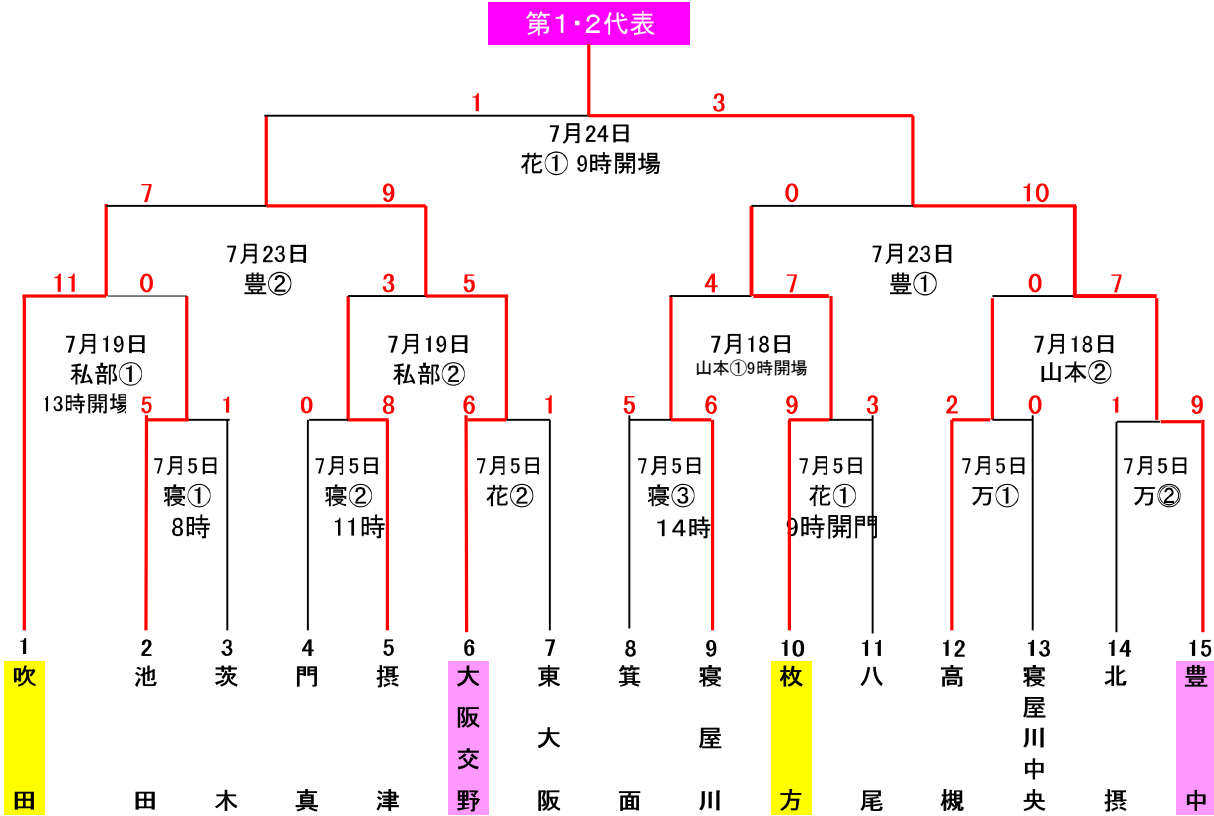 第１・２代表
1 3
7月24日
花① 9時開場
7 9 0 10
7月23日 7月23日
豊② 豊①
11 0 3 5 4 7 0 7
7月19日 7月19日 7月18日 7月18日
私部① 私部② 山本①9時開場 山本②
13時開場
5 1 0 8 6 1 5 6 9 3 2 0 1 9
7月5日 7月5日 7月5日 7月5日 7月5日 7月5日 7月5日
寝① 寝② 花② 寝③ 花① 万① 万②
8時 11時 １４時 9時開門
1 2 3 4 5 6 7 8 9 10 11 12 13 14 15
吹田
池田
茨木
門真
摂津
大阪交野
東大阪
箕面
寝屋川
枚方
八尾
高槻
寝屋川中央
北摂
豊中